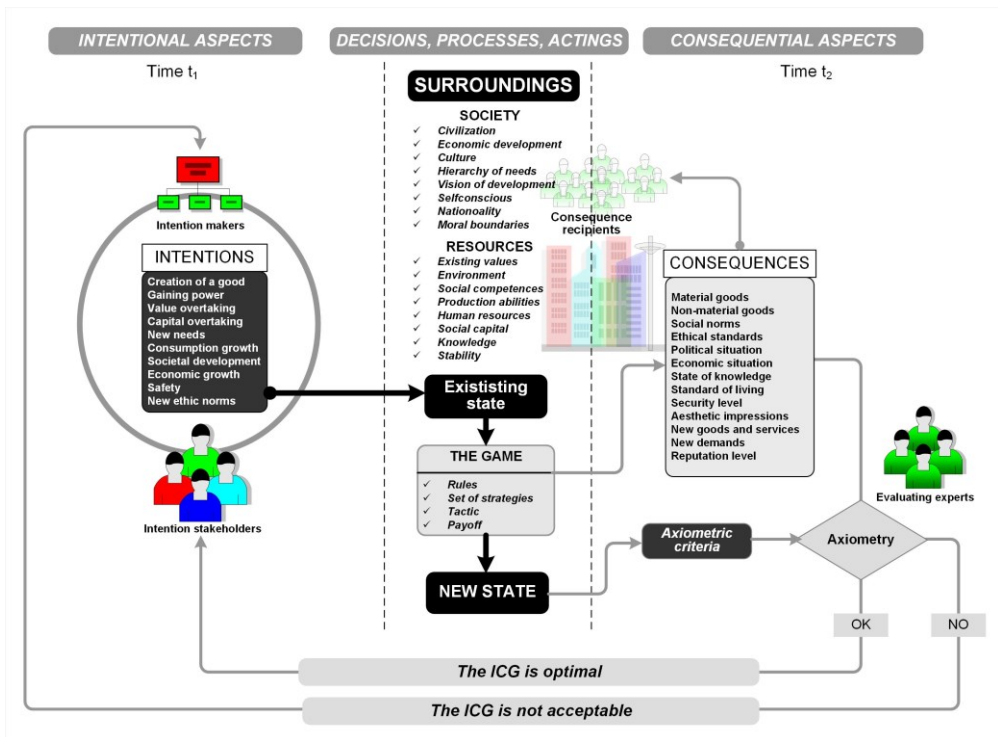 INTENTIONAL ASPECTS
DECISIONS, PROCESSES, ACTINGS
CONSEQUENTIAL ASPECTS
Time t₁
Time t₂
SURROUNDINGS
SOCIETY
✓ Civilization
✓ Economic development
✓ Culture
✓ Hierarchy of needs
✓ Vision of development
✓ Selfconscious
✓ Nationoality
✓ Moral boundaries
RESOURCES
✓ Existing values
✓ Environment
✓ Social competences
✓ Production abilities
✓ Human resources
✓ Social capital
✓ Knowledge
✓ Stability
Intention makers
INTENTIONS
Creation of a good
Gaining power
Value overtaking
Capital overtaking
New needs
Consumption growth
Societal development
Economic growth
Safety
New ethic norms
Intention stakeholders
Exististing
state
THE GAME
✓ Rules
✓ Set of strategies
✓ Tactic
✓ Payoff
NEW STATE
Consequence
recipients
CONSEQUENCES
Material goods
Non-material goods
Social norms
Ethical standards
Political situation
Economic situation
State of knowledge
Standard of living
Security level
Aesthetic impressions
New goods and services
New demands
Reputation level
Evaluating experts
Axiometric
criteria
Axiometry
OK
NO
The ICG is optimal
The ICG is not acceptable